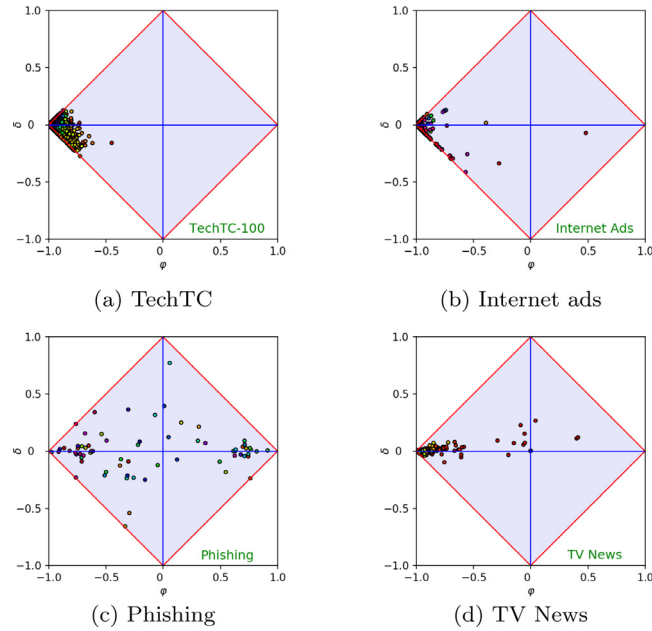 1.0
0.5
δ 0
−0.5
TechTC-100
−1.0
−1.0 −0.5 0 0.5 1.0
φ
(a) TechTC
1.0
0.5
δ 0
−0.5
Internet Ads
−1.0
−1.0 −0.5 0 0.5 1.0
φ
(b) Internet ads
1.0
0.5
δ 0
−0.5
Phishing
−1.0
−1.0 −0.5 0 0.5 1.0
φ
(c) Phishing
1.0
0.5
δ 0
−0.5
TV News
−1.0
−1.0 −0.5 0 0.5 1.0
φ
(d) TV News